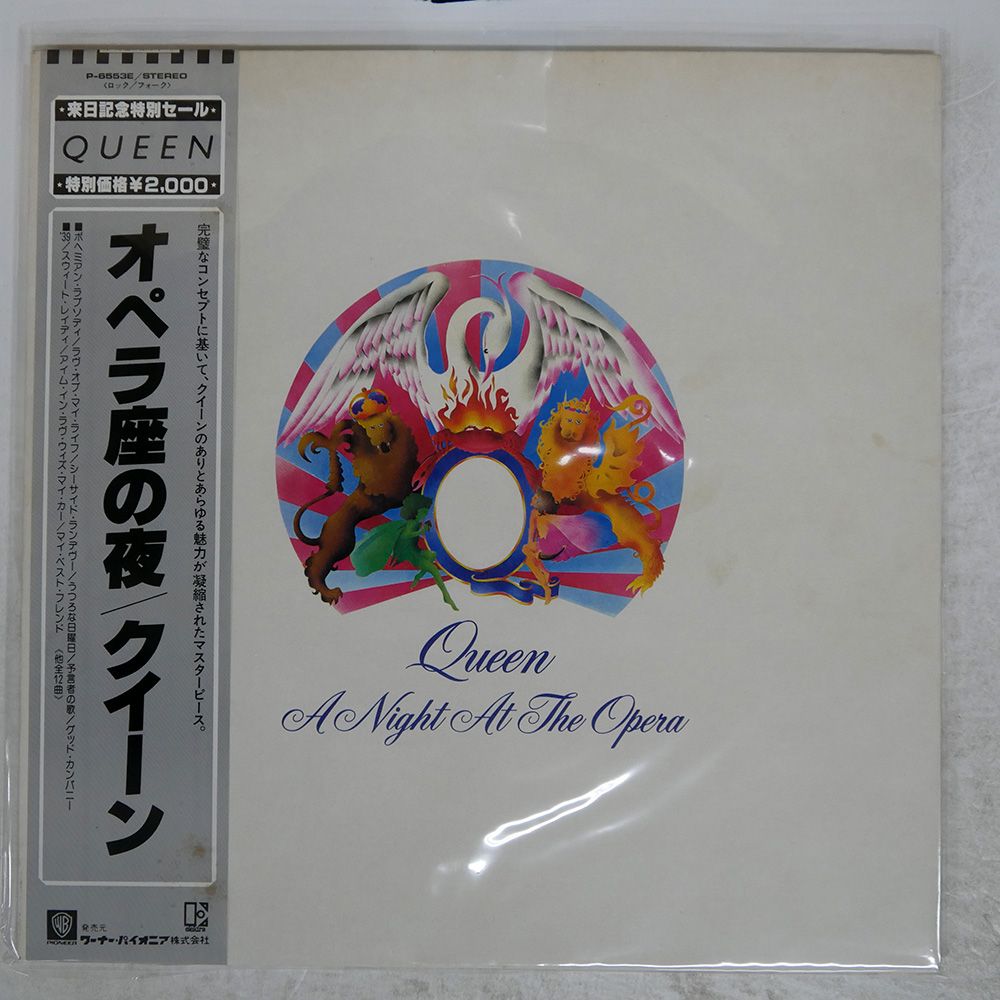 P-6553E/STEREO
〈ロック/フォーク〉
★来日記念特別セール★
QUEEN
★特別価格¥2,000★
オペラ座の夜/クイーン
完璧なコンセプトに基いて、クイーンのありとあらゆる魅力が凝縮されたマスターピース。
■ボヘミアン・ラプソディ/ラヴ・オブ・マイ・ライフ/シーサイド・ランデヴー/うつろな日曜日/予言者の歌/グッド・カンパニー
■'39/スウィート・レイディ/アイム・イン・ラヴ・ウィズ・マイ・カー/マイ・ベスト・フレンド 《他全12曲》
Queen
A Night At The Opera
WB
PIONEER
発売元
ワーナー・パイオニア株式会社